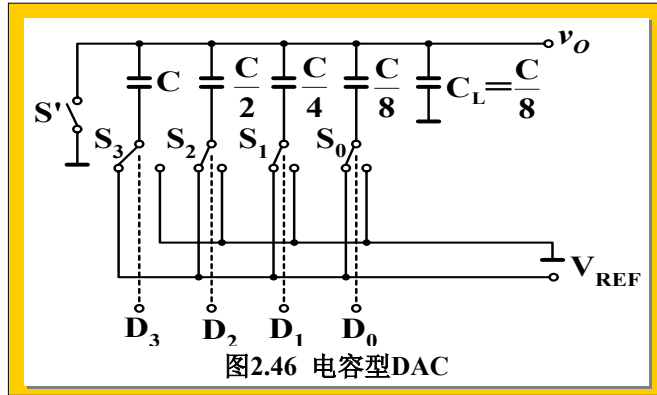 v_O
C
C/2
C/4
C/8
C_L=C/8
S'
S_3
S_2
S_1
S_0
V_REF
D_3
D_2
D_1
D_0
图2.46 电容型DAC